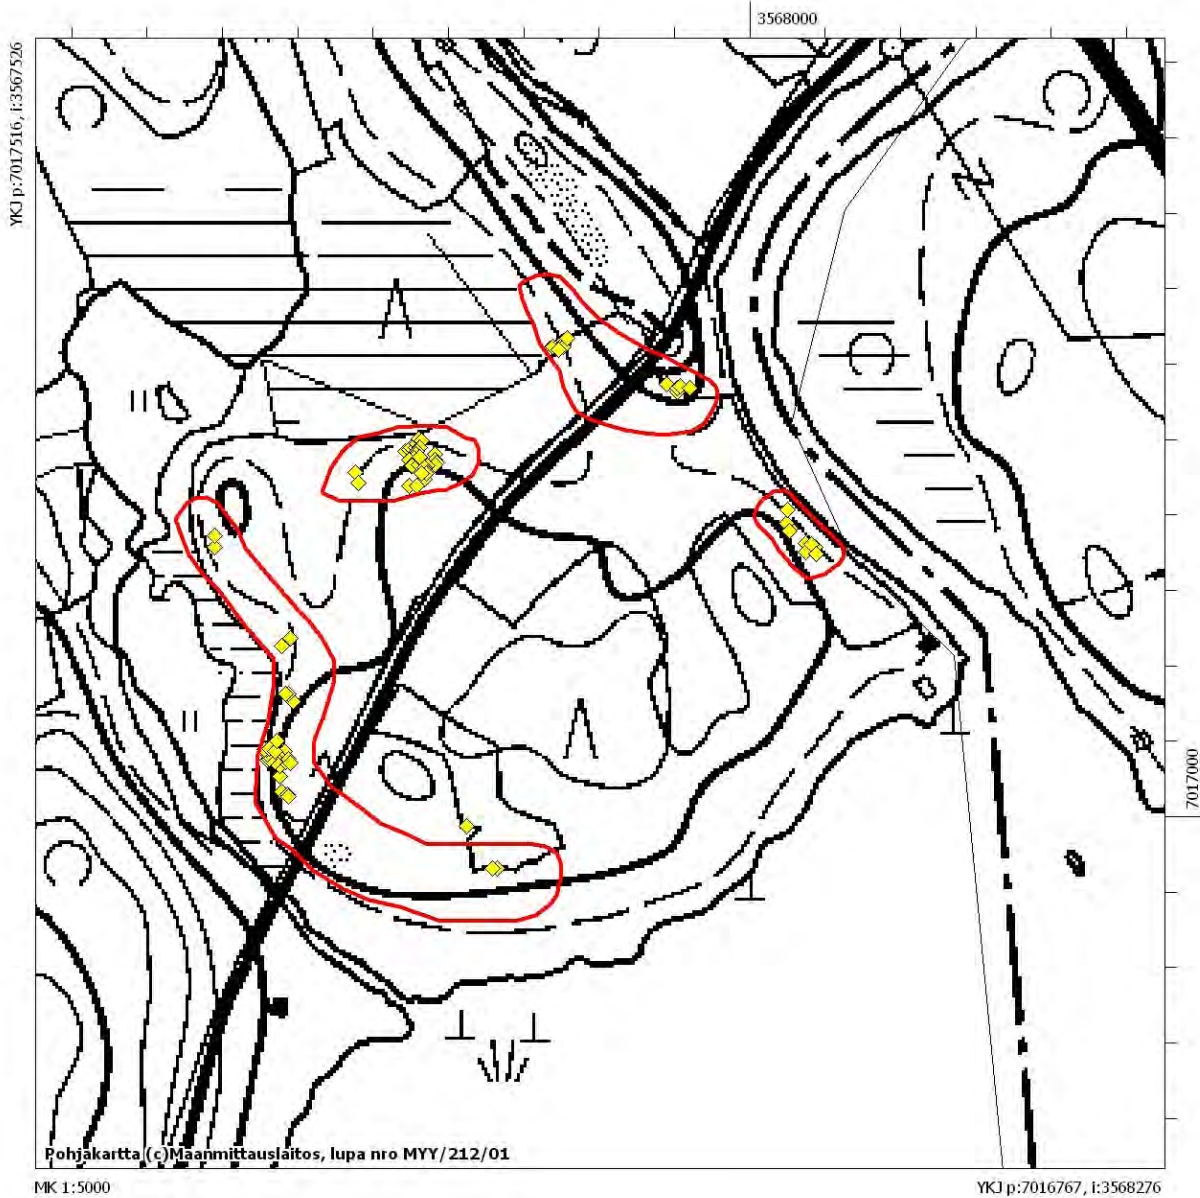 3568000
YKJ p:7017516, i:3567526
7017000
Pohjakartta (c)Maanmittauslaitos, lupa nro MYY/212/01
MK 1:5000
YKJ p:7016767, i:3568276